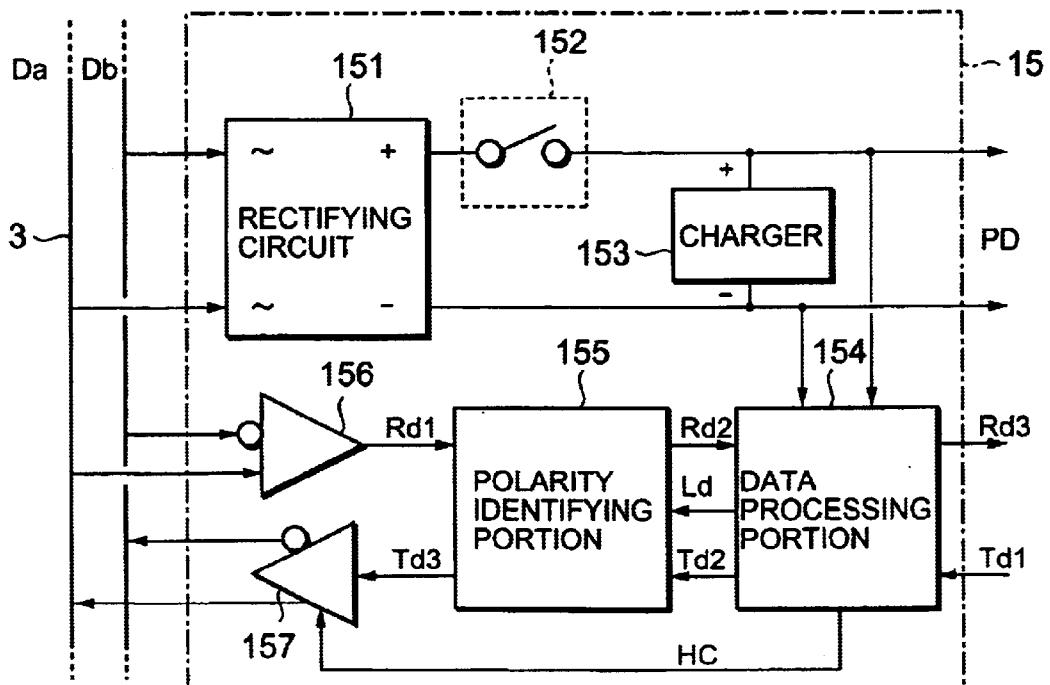 152
151
15
Da
Db
~
+
+
RECTIFYING
CIRCUIT
CHARGER
3
153
PD
~
-
-
156
155
154
Rd1
Rd2
Rd3
POLARITY
IDENTIFYING
PORTION
Ld
DATA
PROCESSING
PORTION
Td3
Td2
Td1
157
HC